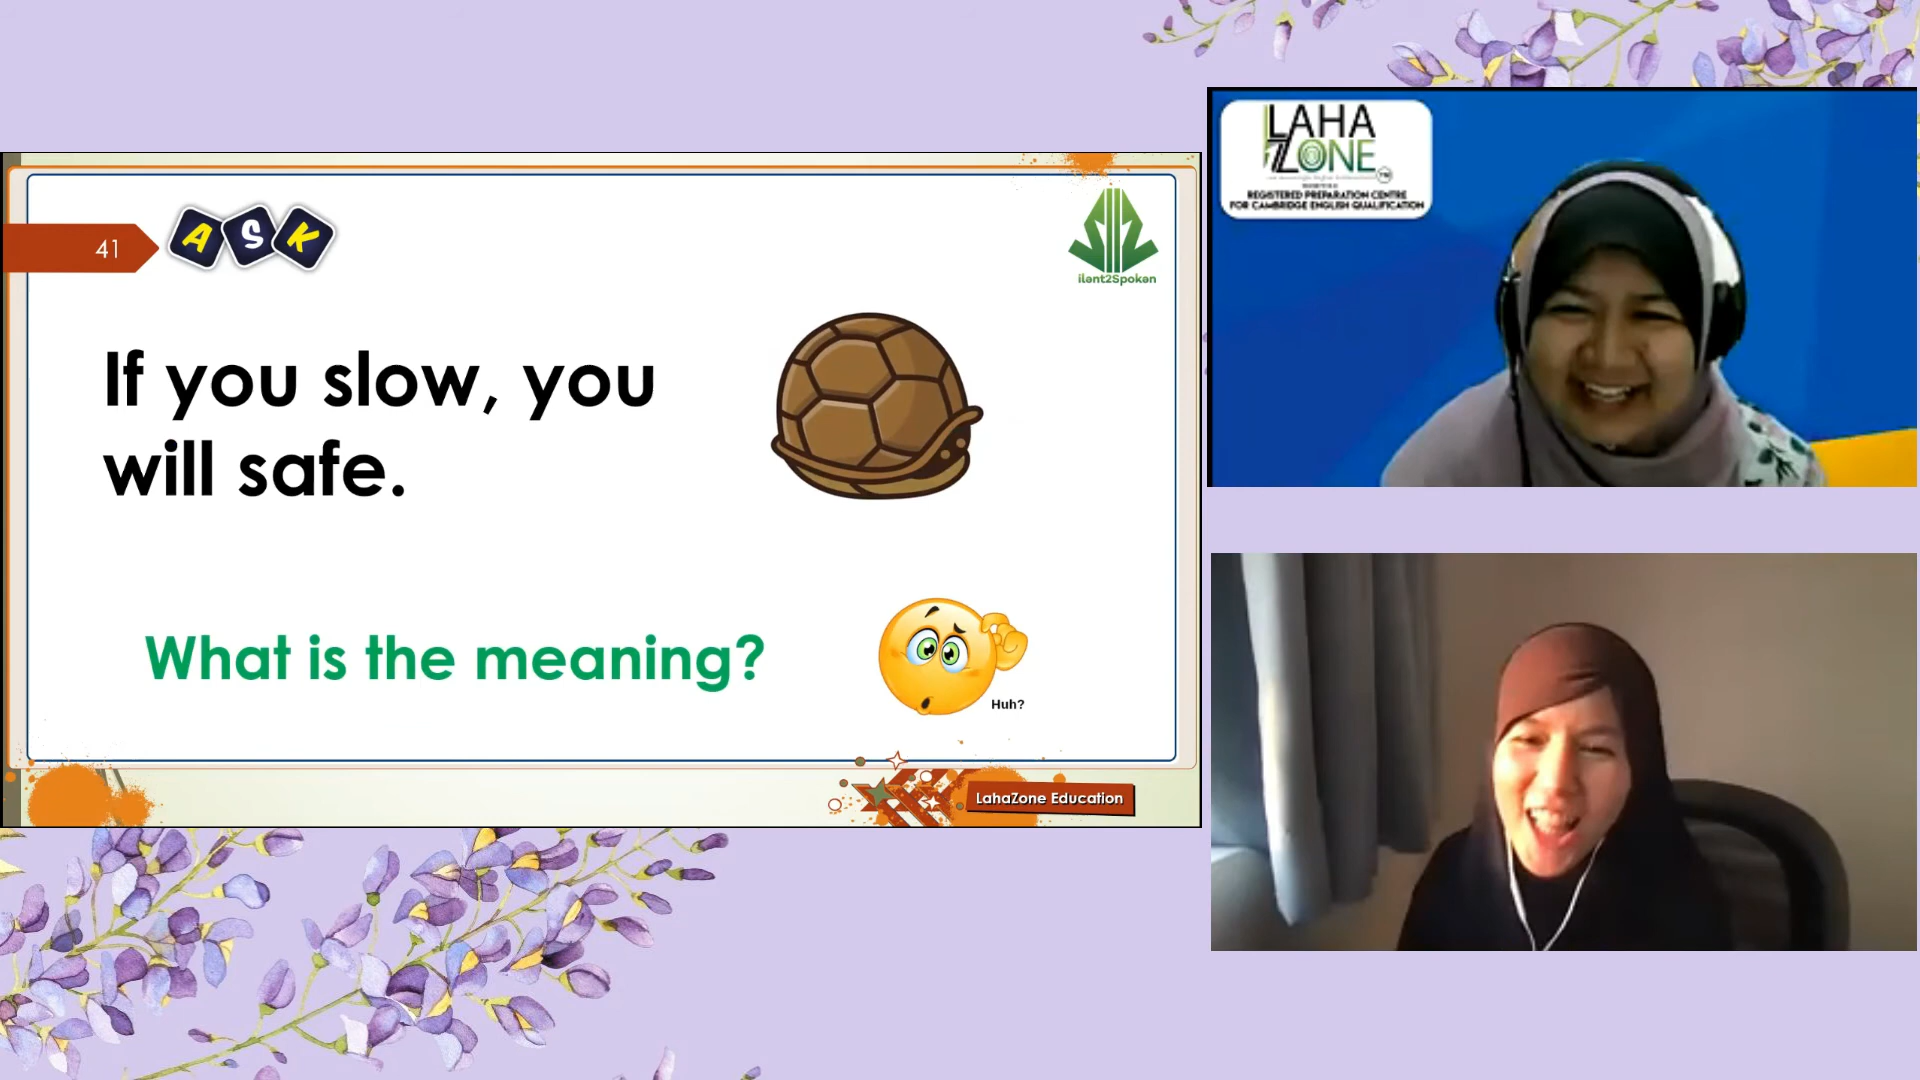 41
ASK
ilent2Spoken
If you slow, you
will safe.
What is the meaning?
Huh?
LahaZone Education
LAHA
ZONE
REGISTERED PREPARATION CENTRE
FOR CAMBRIDGE ENGLISH QUALIFICATION